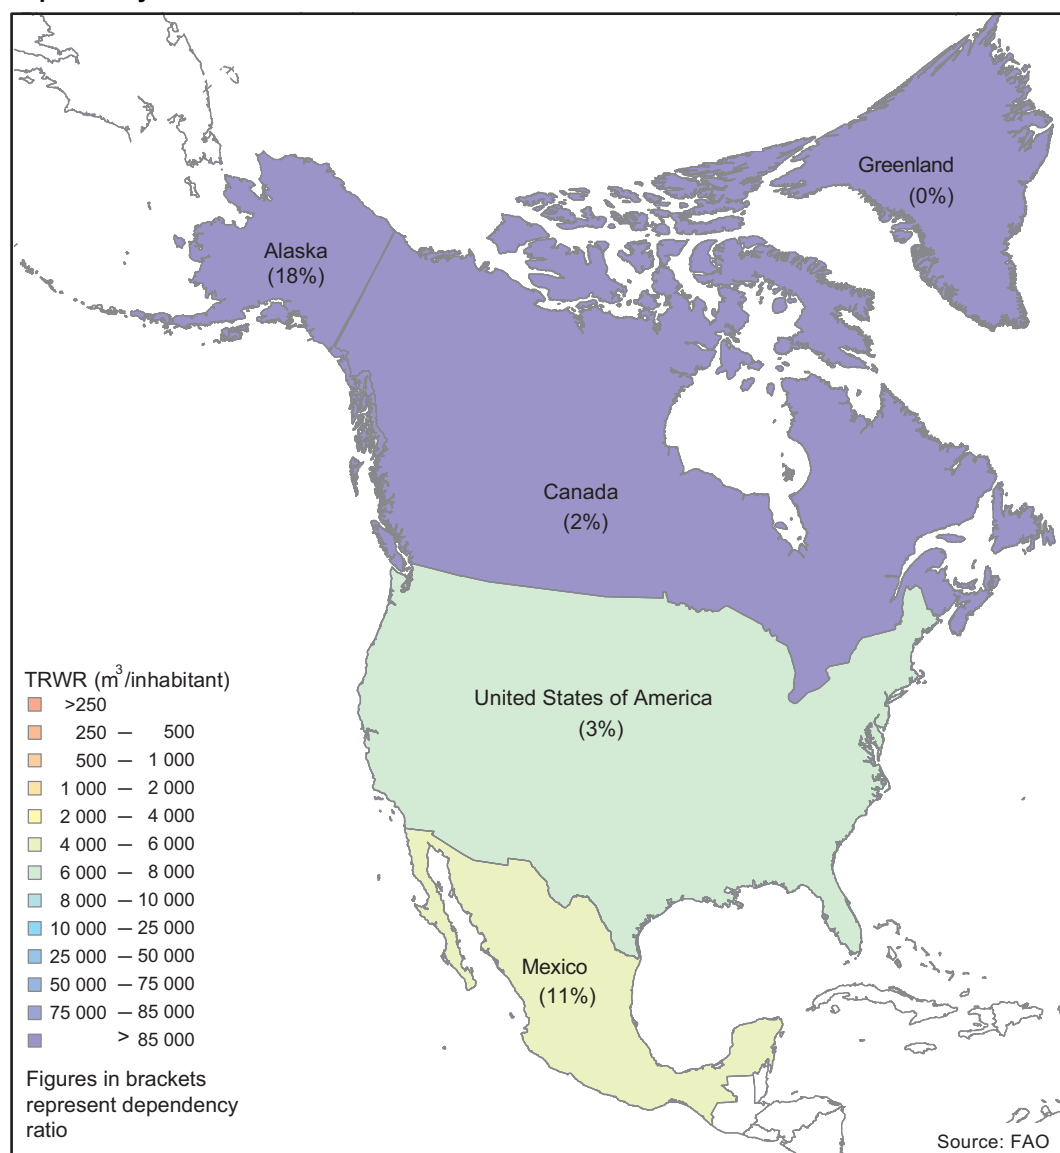 Greenland
(0%)
Alaska
(18%)
Canada
(2%)
United States of America
(3%)
Mexico
(11%)
TRWR (m³/inhabitant)
>250
250 — 500
500 — 1 000
1 000 — 2 000
2 000 — 4 000
4 000 — 6 000
6 000 — 8 000
8 000 — 10 000
10 000 — 25 000
25 000 — 50 000
50 000 — 75 000
75 000 — 85 000
> 85 000
Figures in brackets
represent dependency
ratio
Source: FAO